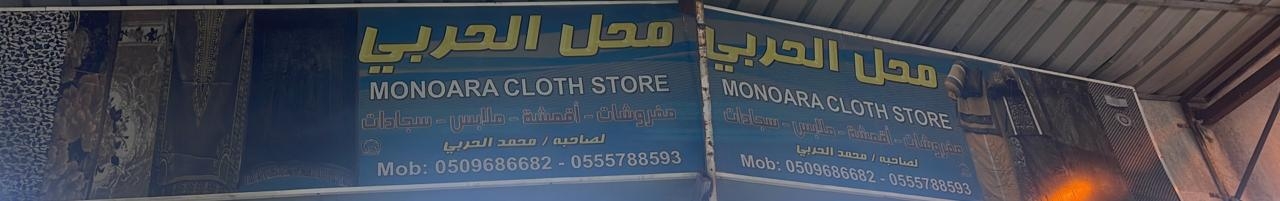 محل الحربي
MONOARA CLOTH STORE
مفروشات - أقمشة - ملابس - سجادات
لصاحبه / محمد الحربي
Mob: 0509686682 - 0555788593
محل الحربي
MONOARA CLOTH STORE
مفروشات - أقمشة - ملابس - سجادات
لصاحبه / محمد الحربي
Mob: 0509686682 - 0555788593